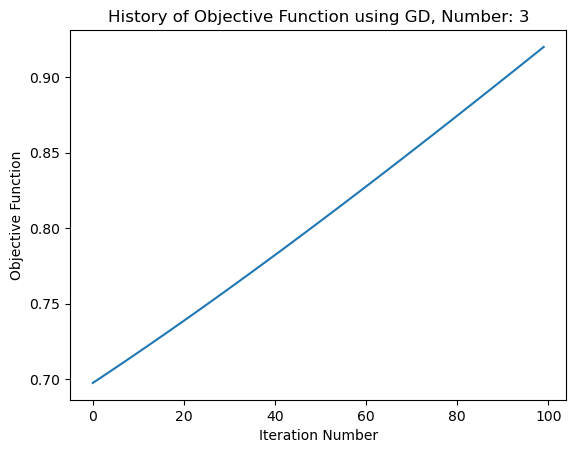 History of Objective Function using GD, Number: 3
Objective Function
0.90
0.85
0.80
0.75
0.70
0 20 40 60 80 100
Iteration Number